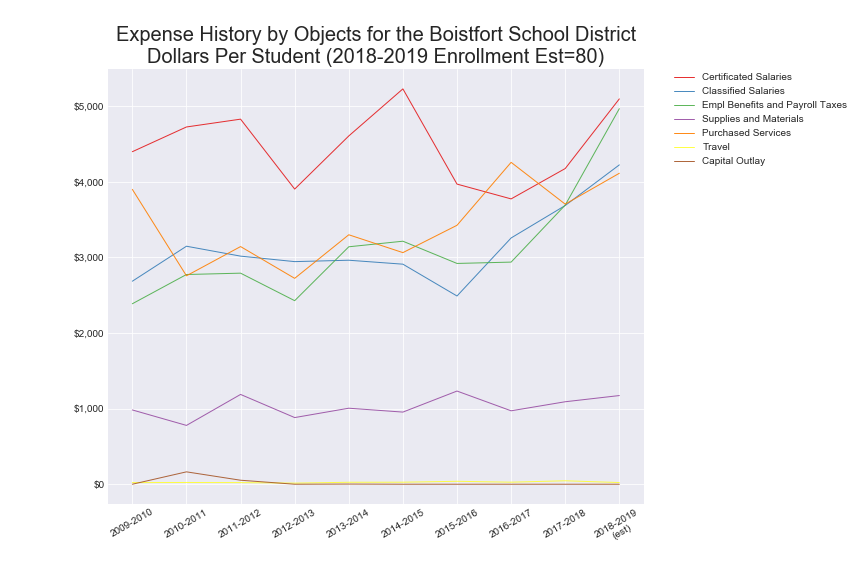 Expense History by Objects for the Boistfort School District
Dollars Per Student (2018-2019 Enrollment Est=80)
Certificated Salaries
Classified Salaries
Empl Benefits and Payroll Taxes
Supplies and Materials
Purchased Services
Travel
Capital Outlay
$5,000
$4,000
$3,000
$2,000
$1,000
$0
2009-2010
2010-2011
2011-2012
2012-2013
2013-2014
2014-2015
2015-2016
2016-2017
2017-2018
2018-2019
(est)